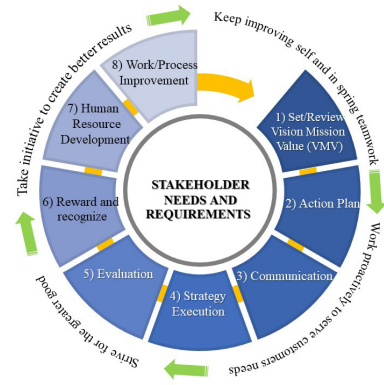 Keep improving self and in spring teamwork
Work proactively to serve customers needs
Strive for the greater good
Take initiative to create better results
1) Set/Review
Vision Mission
Value (VMV)
2) Action Plan
3) Communication
4) Strategy
Execution
5) Evaluation
6) Reward and
recognize
7) Human
Resource
Development
8) Work/Process
Improvement
STAKEHOLDER
NEEDS AND
REQUIREMENTS